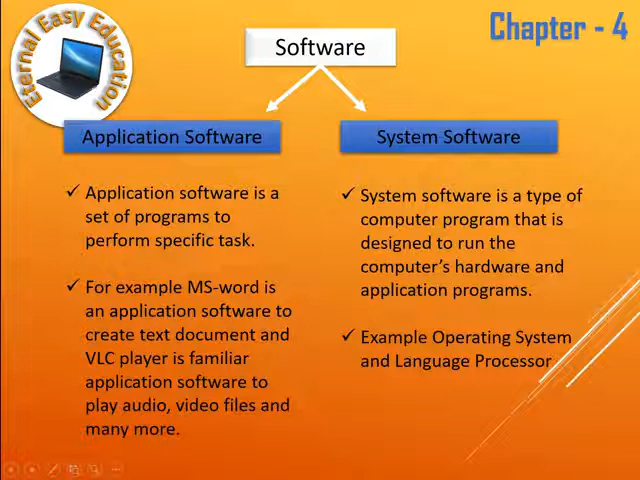 Eternal Easy Education
Chapter - 4
Software
Application Software
System Software
✓ Application software is a
set of programs to
perform specific task.
✓ For example MS-word is
an application software to
create text document and
VLC player is familiar
application software to
play audio, video files and
many more.
✓ System software is a type of
computer program that is
designed to run the
computer's hardware and
application programs.
✓ Example Operating System
and Language Processor